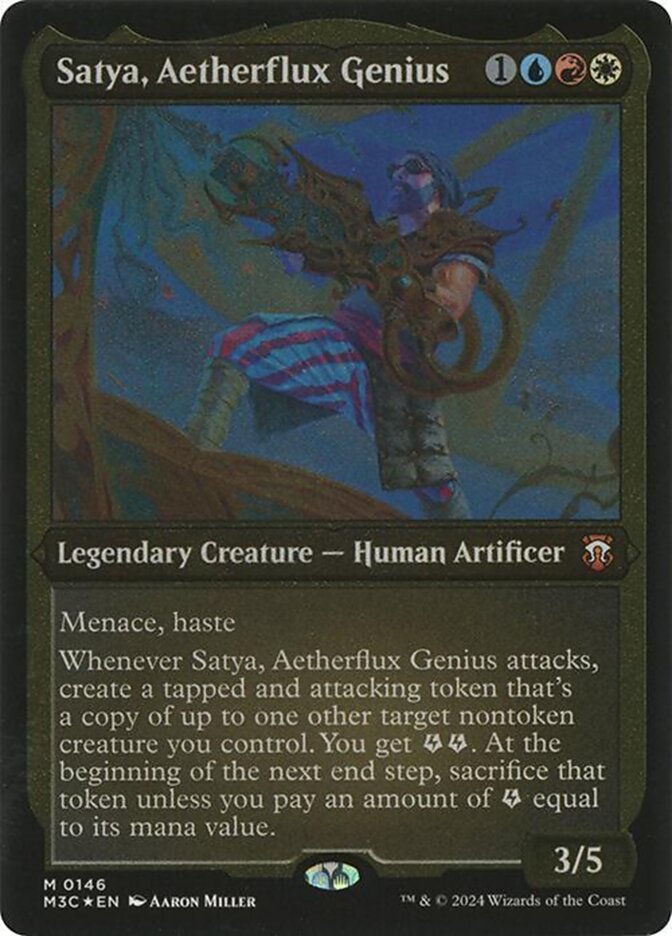 Satya, Aetherflux Genius 1
Legendary Creature — Human Artificer
Menace, haste
Whenever Satya, Aetherflux Genius attacks,
create a tapped and attacking token that's
a copy of up to one other target nontoken
creature you control. You get . At the
beginning of the next end step, sacrifice that
token unless you pay an amount of equal
to its mana value.
3/5
M 0146
M3C★EN Aaron Miller
™ & © 2024 Wizards of the Coast